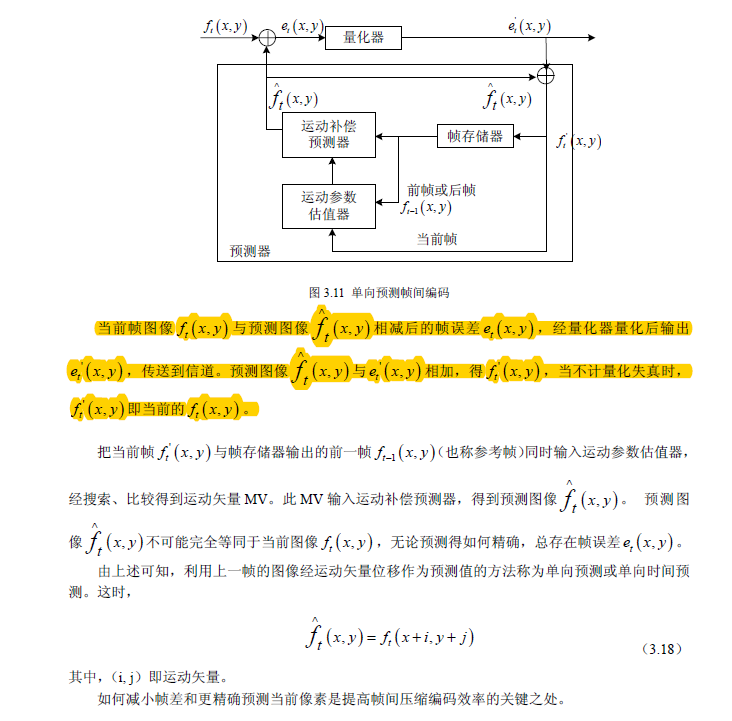 f_t(x,y) e_t(x,y) 量化器 e_t'(x,y)
\hat{f}_t(x,y) \hat{f}_t(x,y)
运动补偿
预测器
帧存储器 f_t'(x,y)
运动参数
估值器
前帧或后帧
f_{t-1}(x,y)
当前帧
预测器
图 3.11 单向预测帧间编码
当前帧图像 f_t(x,y) 与预测图像 \hat{f}_t(x,y) 相减后的帧误差 e_t(x,y)，经量化器量化后输出
e_t'(x,y)，传送到信道。预测图像 \hat{f}_t(x,y) 与 e_t'(x,y) 相加，得 f_t'(x,y)，当不计量化失真时，
f_t'(x,y) 即当前的 f_t(x,y)。
把当前帧 f_t'(x,y) 与帧存储器输出的前一帧 f_{t-1}(x,y)（也称参考帧）同时输入运动参数估值器，
经搜索、比较得到运动矢量 MV。此 MV 输入运动补偿预测器，得到预测图像 \hat{f}_t(x,y)。 预测图
像 \hat{f}_t(x,y) 不可能完全等同于当前图像 f_t(x,y)，无论预测得如何精确，总存在帧误差 e_t(x,y)。
由上述可知，利用上一帧的图像经运动矢量位移作为预测值的方法称为单向预测或单向时间预
测。这时，
\hat{f}_t(x,y) = f_t(x+i,y+j) （3.18）
其中，（i, j）即运动矢量。
如何减小帧差和更精确预测当前像素是提高帧间压缩编码效率的关键之处。